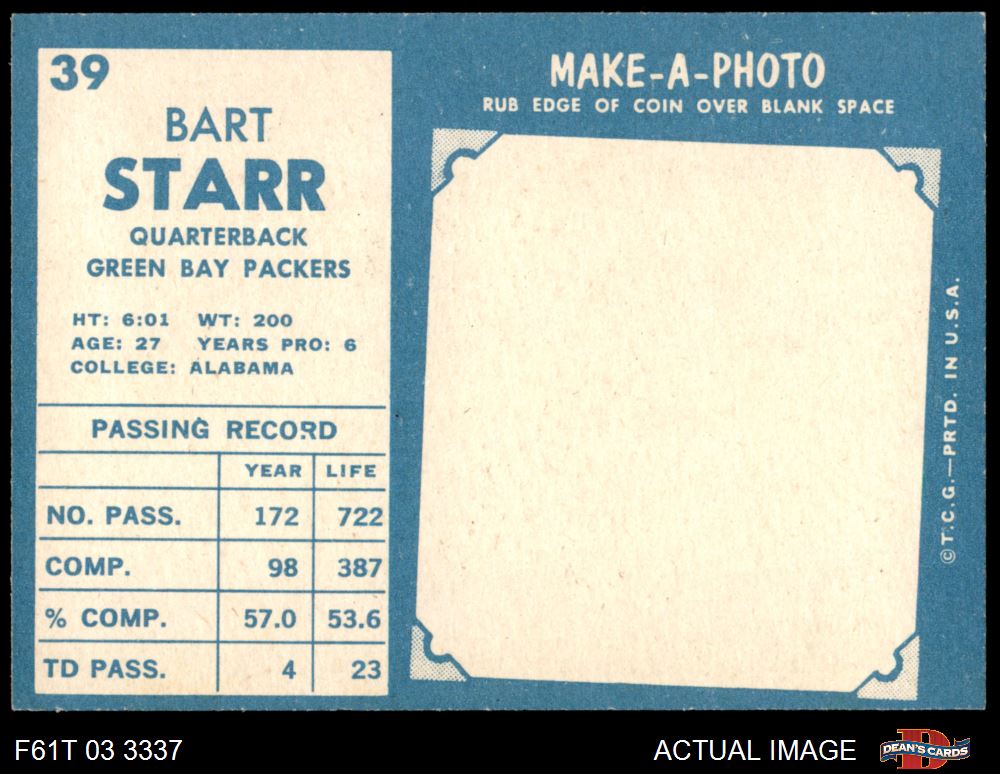 39
BART
STARR
QUARTERBACK
GREEN BAY PACKERS
HT: 6:01 WT: 200
AGE: 27 YEARS PRO: 6
COLLEGE: ALABAMA
PASSING RECORD
YEAR LIFE
NO. PASS. 172 722
COMP. 98 387
% COMP. 57.0 53.6
TD PASS. 4 23
MAKE-A-PHOTO
RUB EDGE OF COIN OVER BLANK SPACE
©T.C.G.—PRTD. IN U.S.A.
F61T 03 3337
ACTUAL IMAGE
DEAN'S CARDS